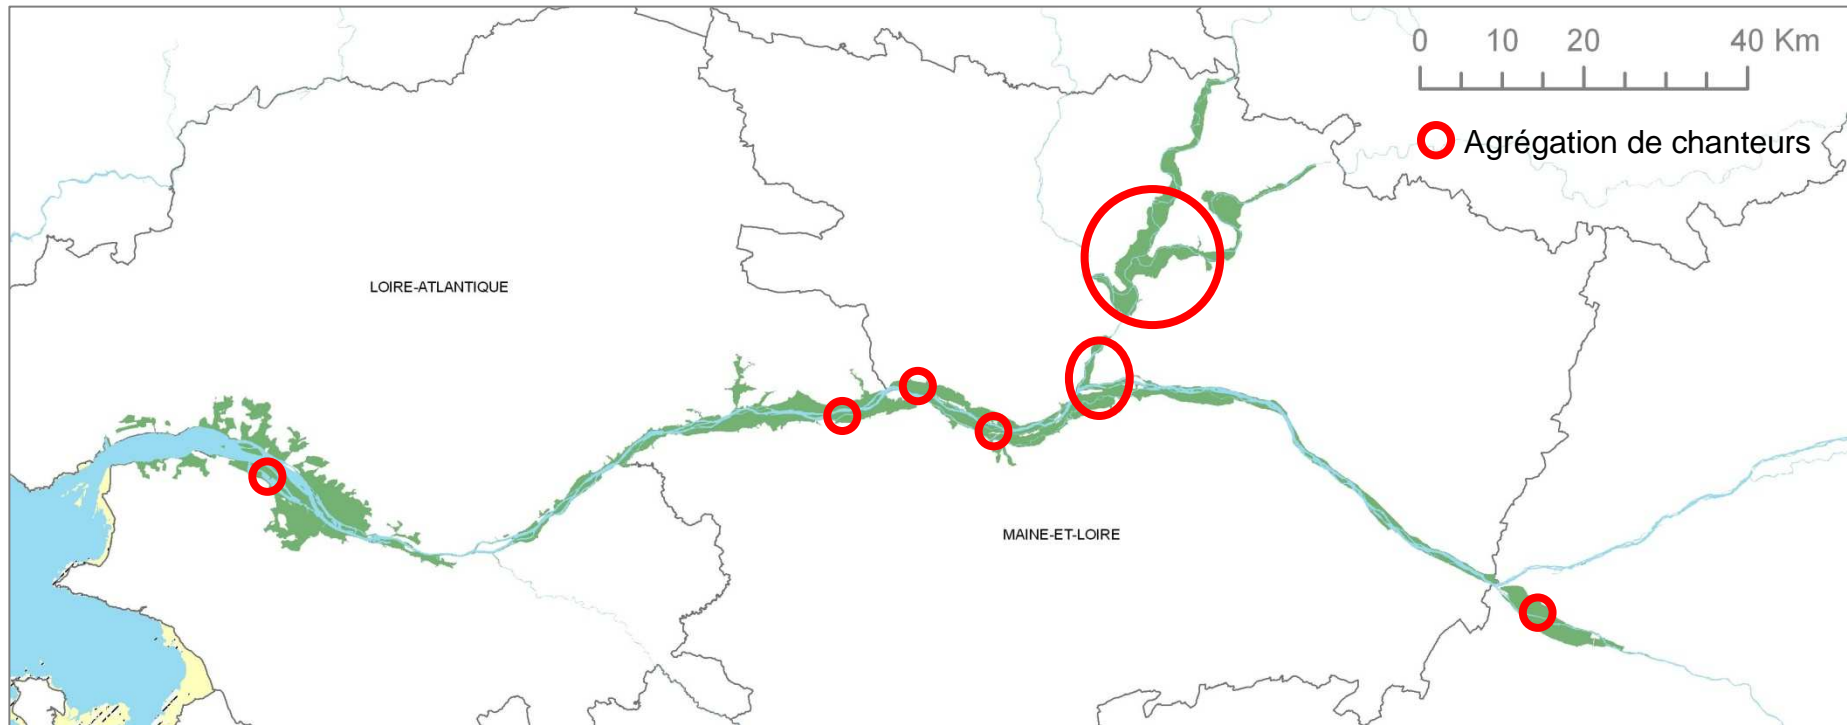 0 10 20 40 Km
Agrégation de chanteurs
LOIRE-ATLANTIQUE
MAINE-ET-LOIRE